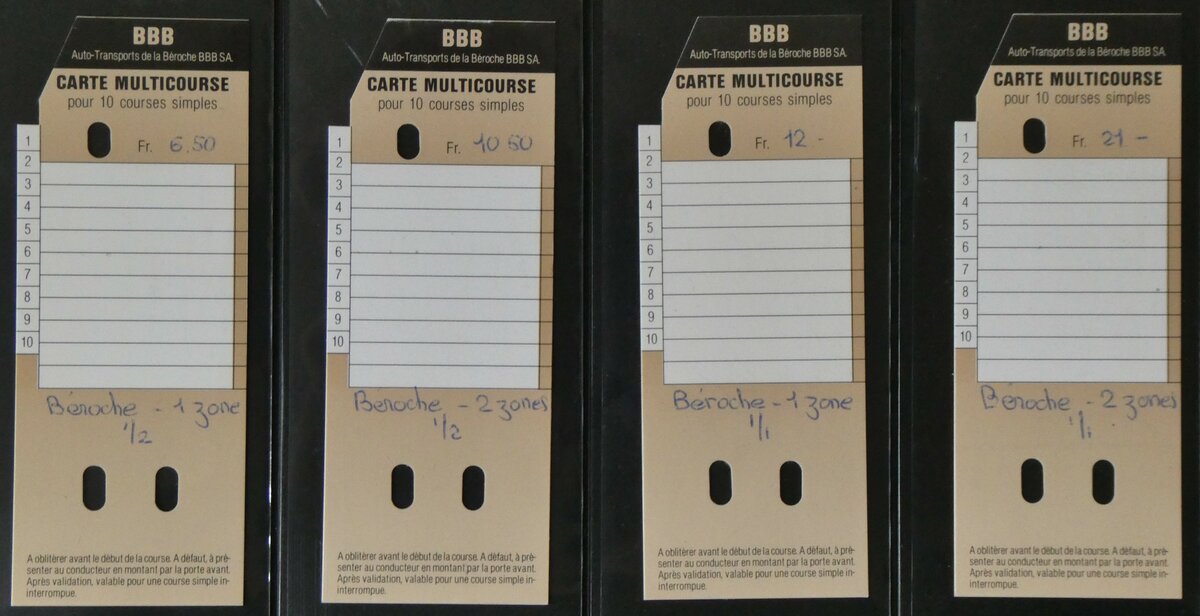 BBB
Auto-Transports de la Béroche BBB SA.
CARTE MULTICOURSE
pour 10 courses simples
Fr. 6.50
1
2
3
4
5
6
7
8
9
10
Béroche - 1 zone
1/2
A oblitérer avant le début de la course. A défaut, à pré-
senter au conducteur en montant par la porte avant.
Après validation, valable pour une course simple in-
interrompue.
BBB
Auto-Transports de la Béroche BBB SA.
CARTE MULTICOURSE
pour 10 courses simples
Fr. 10 50
1
2
3
4
5
6
7
8
9
10
Béroche - 2 zones
1/2
A oblitérer avant le début de la course. A défaut, à pré-
senter au conducteur en montant par la porte avant.
Après validation, valable pour une course simple in-
interrompue.
BBB
Auto-Transports de la Béroche BBB SA.
CARTE MULTICOURSE
pour 10 courses simples
Fr. 12.-
1
2
3
4
5
6
7
8
9
10
Béroche - 1 zone
1/1
A oblitérer avant le début de la course. A défaut, à pré-
senter au conducteur en montant par la porte avant.
Après validation, valable pour une course simple in-
interrompue.
BBB
Auto-Transports de la Béroche BBB SA.
CARTE MULTICOURSE
pour 10 courses simples
Fr. 21 -
1
2
3
4
5
6
7
8
9
10
Béroche - 2 zones
1/1.
A oblitérer avant le début de la course. A défaut, à pré-
senter au conducteur en montant par la porte avant.
Après validation, valable pour une course simple in-
interrompue.